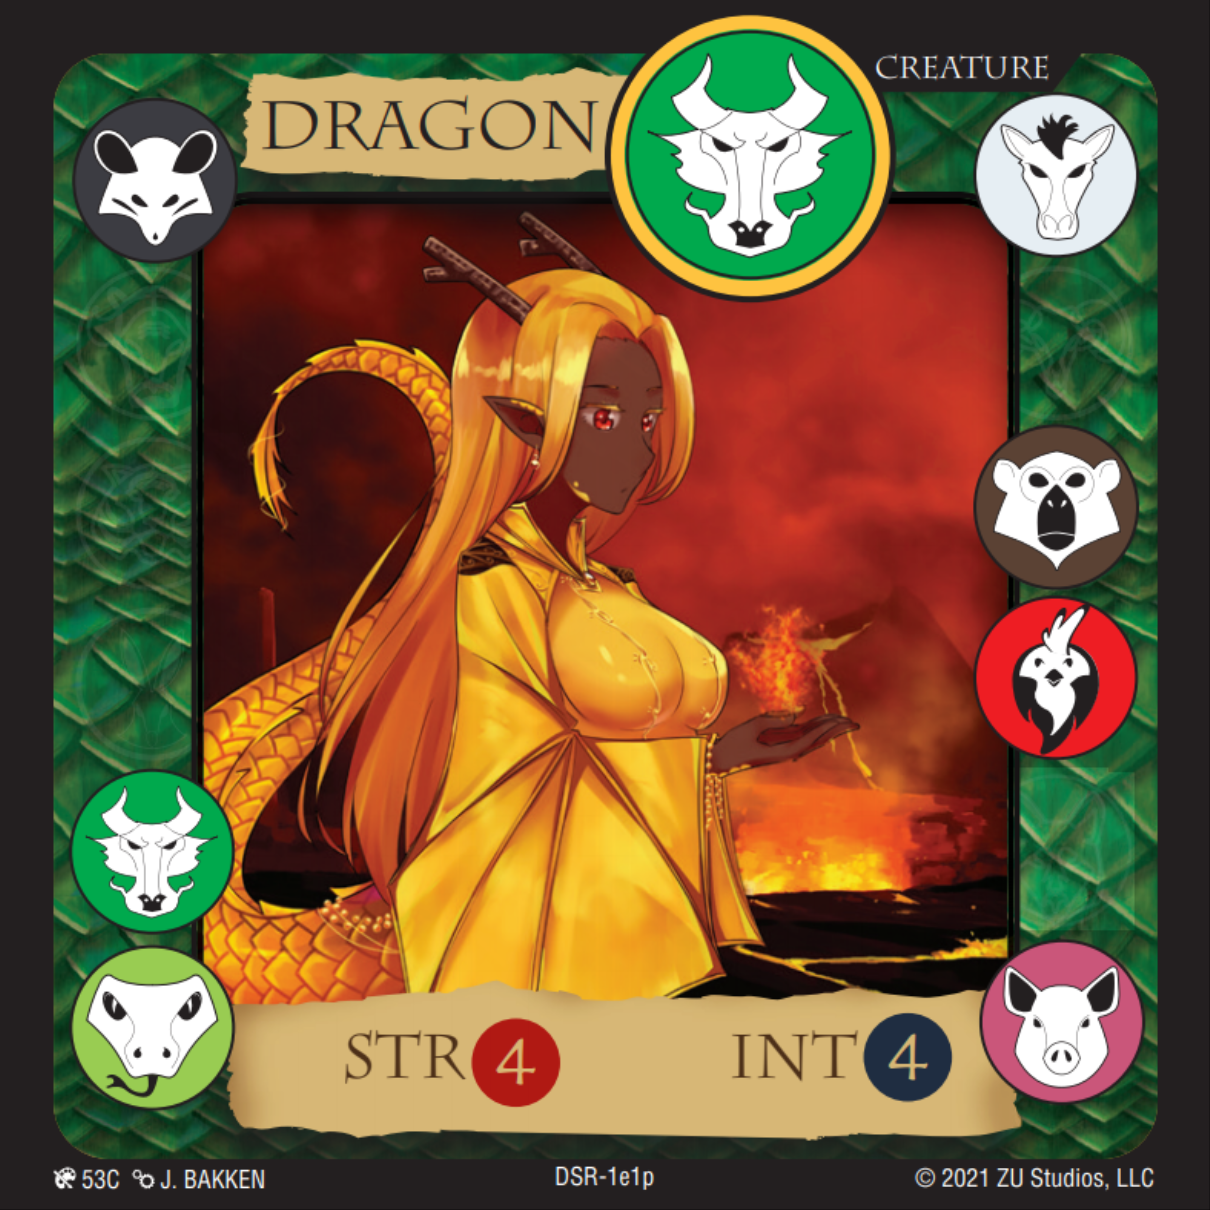 DRAGON
CREATURE
STR 4
INT 4
53C J. BAKKEN
DSR-1e1p
© 2021 ZU Studios, LLC